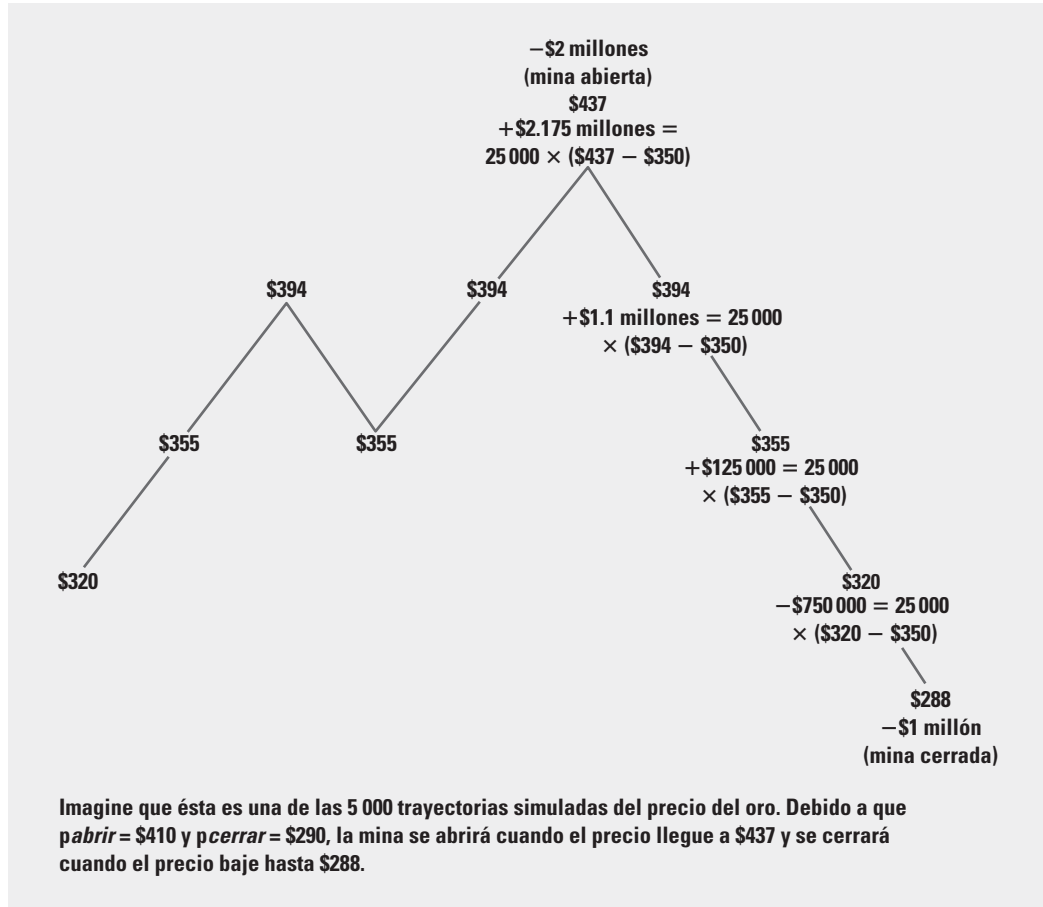 −$2 millones
(mina abierta)
$437
+$2.175 millones =
25 000 × ($437 − $350)
$394
$394
$394
+$1.1 millones = 25 000
× ($394 − $350)
$355
$355
$355
+$125 000 = 25 000
× ($355 − $350)
$320
$320
−$750 000 = 25 000
× ($320 − $350)
$288
−$1 millón
(mina cerrada)
Imagine que ésta es una de las 5 000 trayectorias simuladas del precio del oro. Debido a que
pabrir = $410 y pcerrar = $290, la mina se abrirá cuando el precio llegue a $437 y se cerrará
cuando el precio baje hasta $288.